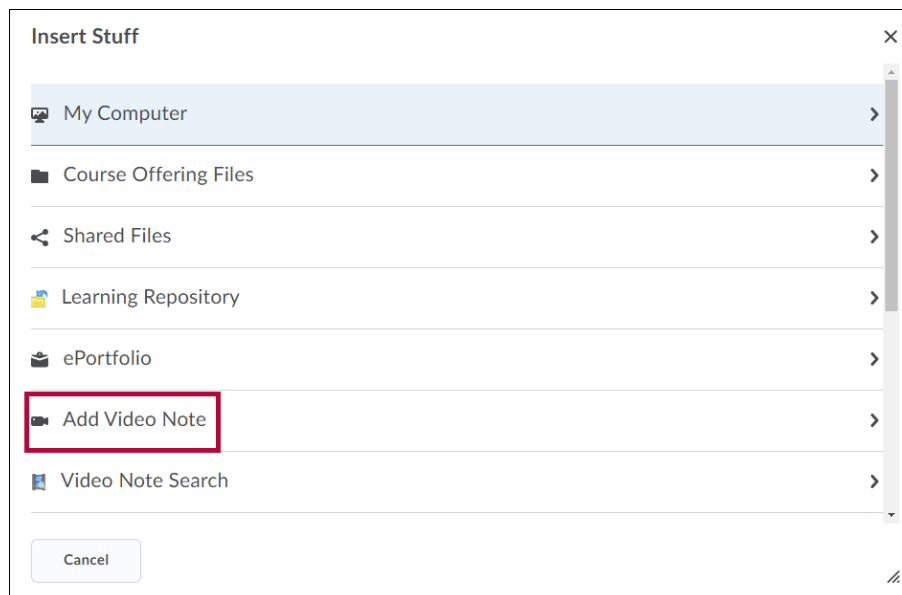 Insert Stuff
My Computer
Course Offering Files
Shared Files
Learning Repository
ePortfolio
Add Video Note
Video Note Search
Cancel